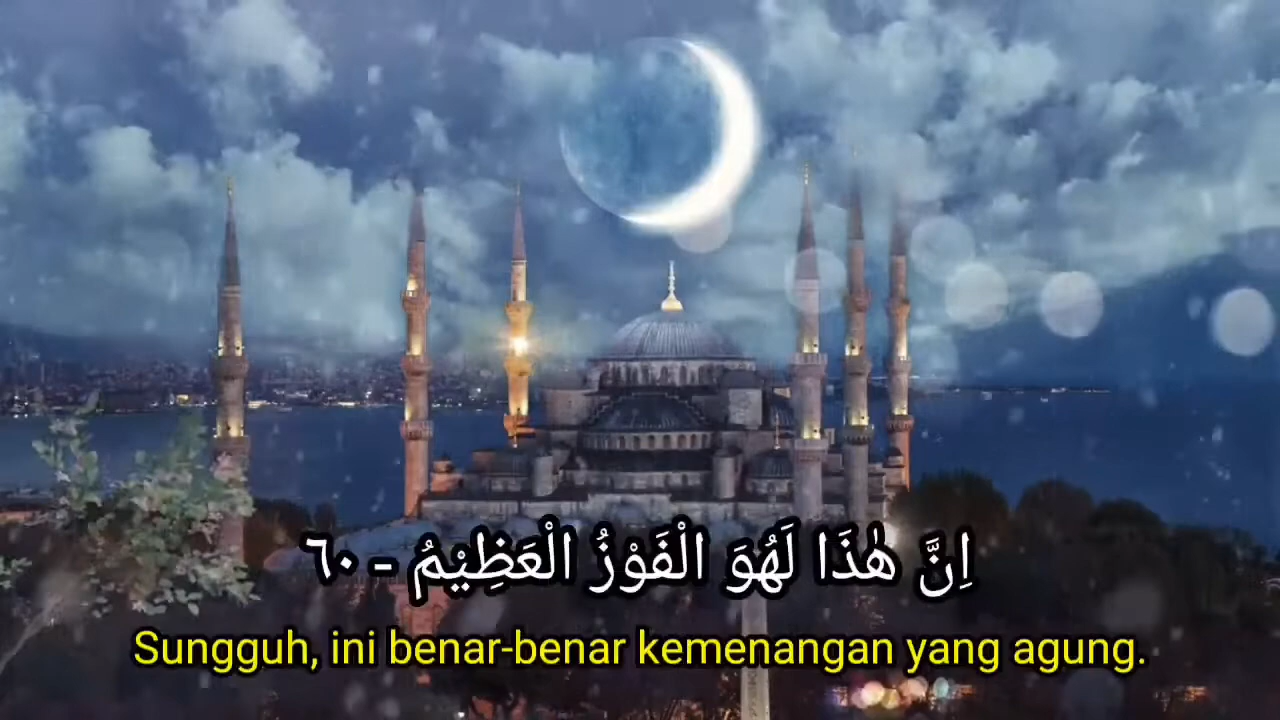 اِنَّ هٰذَا لَهُوَ الْفَوْزُ الْعَظِيْمُ - ٦٠
Sungguh, ini benar-benar kemenangan yang agung.